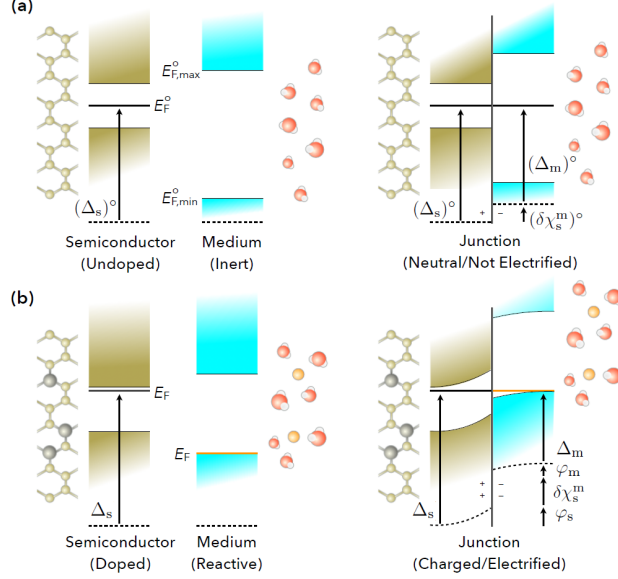 (a)
E°F,max
E°F
E°F,min
(Δs)°
(Δs)°
(Δm)°
(δχsm)°
+ −
Semiconductor
(Undoped)
Medium
(Inert)
Junction
(Neutral/Not Electrified)
(b)
EF
EF
Δs
Δs
Δm
φm
δχsm
φs
+ −
+ −
Semiconductor
(Doped)
Medium
(Reactive)
Junction
(Charged/Electrified)